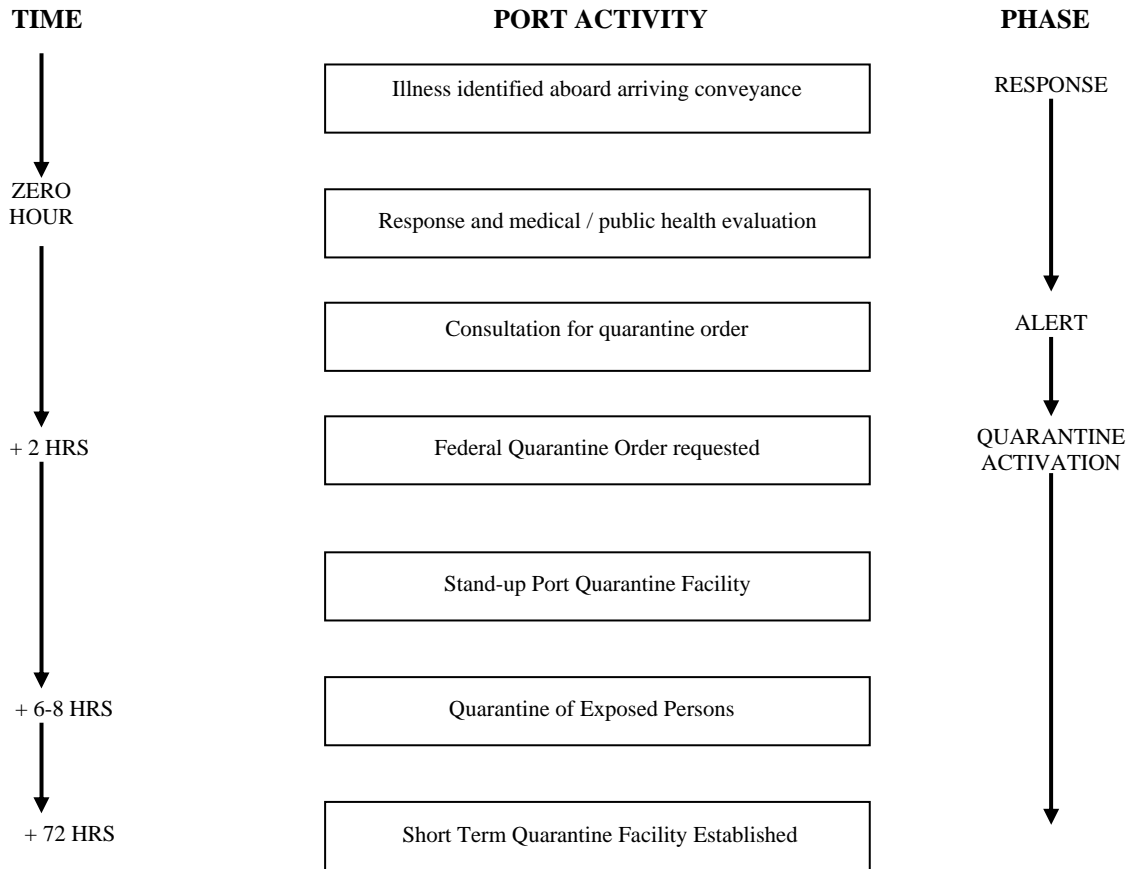 TIME PORT ACTIVITY PHASE
Illness identified aboard arriving conveyance
RESPONSE
ZERO
HOUR
Response and medical / public health evaluation
Consultation for quarantine order
ALERT
+ 2 HRS
Federal Quarantine Order requested
QUARANTINE
ACTIVATION
Stand-up Port Quarantine Facility
+ 6-8 HRS
Quarantine of Exposed Persons
+ 72 HRS
Short Term Quarantine Facility Established